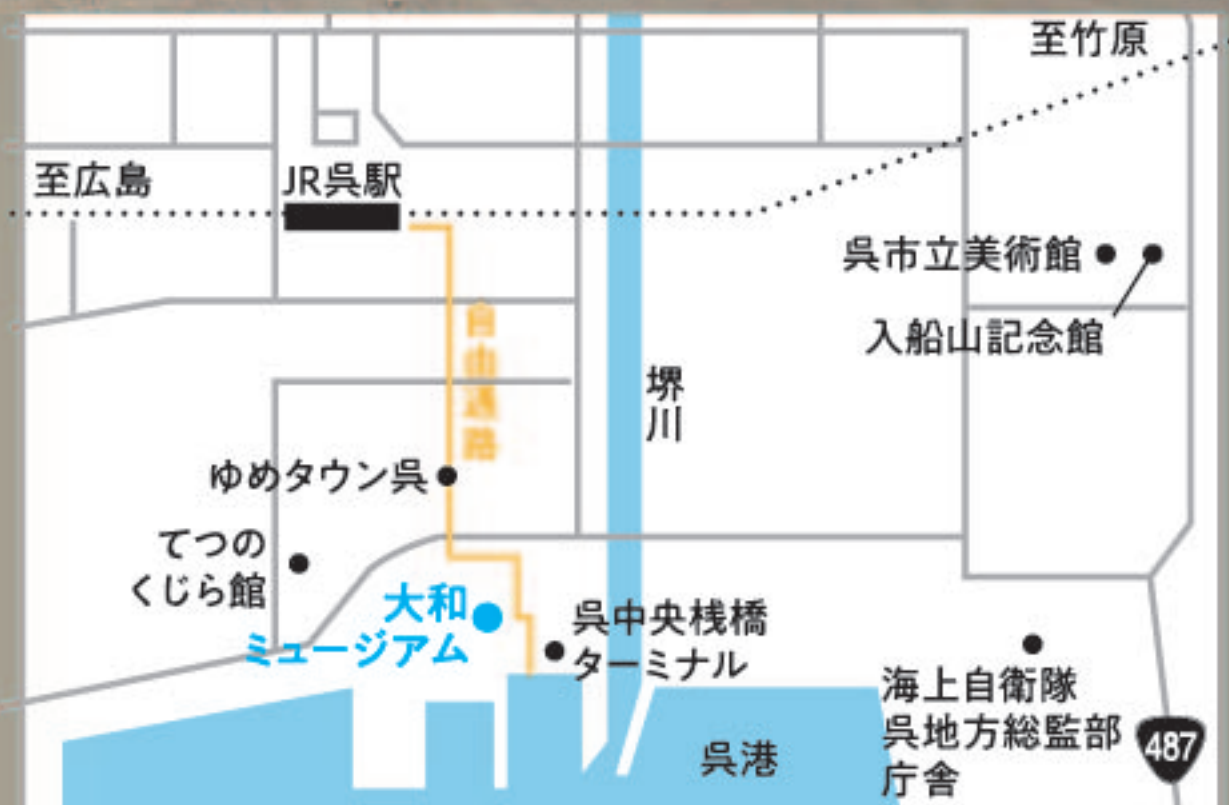 至竹原
至広島
JR呉駅
呉市立美術館
入船山記念館
自由通路
堺川
ゆめタウン呉
てつの
くじら館
大和
ミュージアム
呉中央桟橋
ターミナル
海上自衛隊
呉地方総監部
庁舎
487
呉港